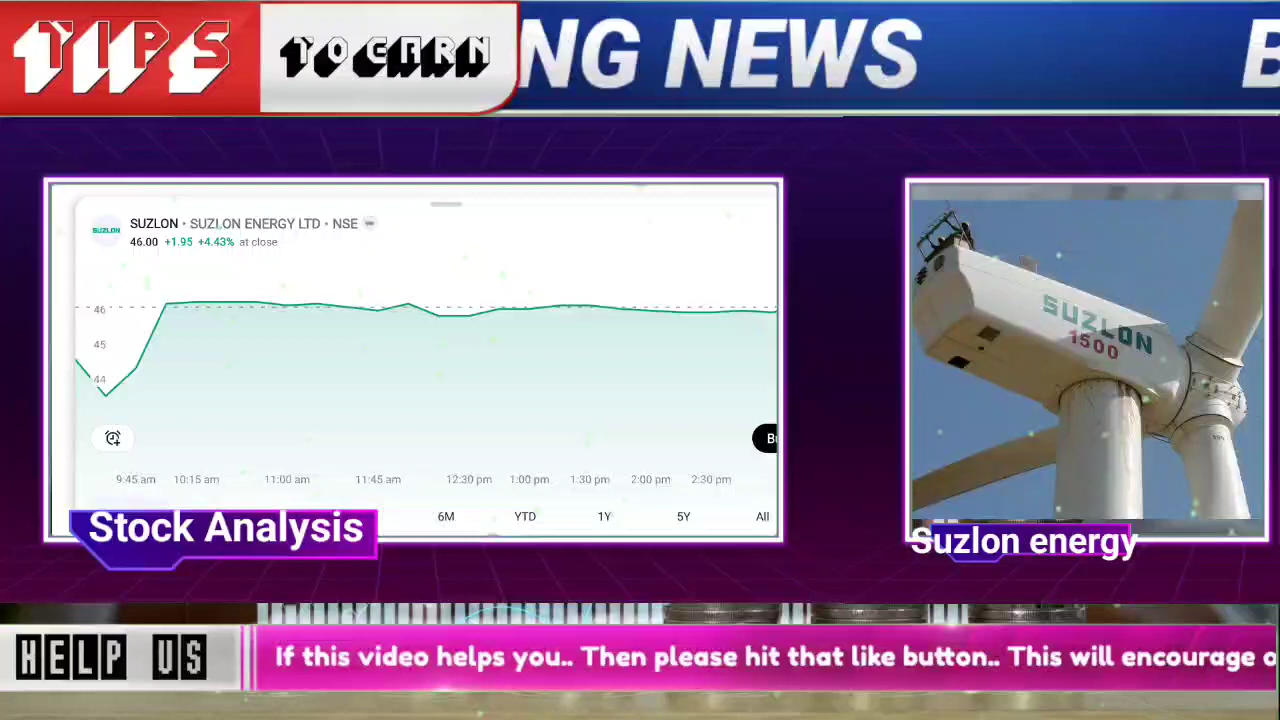 TIPS
TO EARN
NG NEWS
B
SUZLON
SUZLON • SUZLON ENERGY LTD • NSE
46.00 +1.95 +4.43% at close
46
45
44
Bu
9:45 am 10:15 am 11:00 am 11:45 am 12:30 pm 1:00 pm 1:30 pm 2:00 pm 2:30 pm
6M YTD 1Y 5Y All
Stock Analysis
SUZLON
1500
Suzlon energy
HELP US
If this video helps you.. Then please hit that like button.. This will encourage o